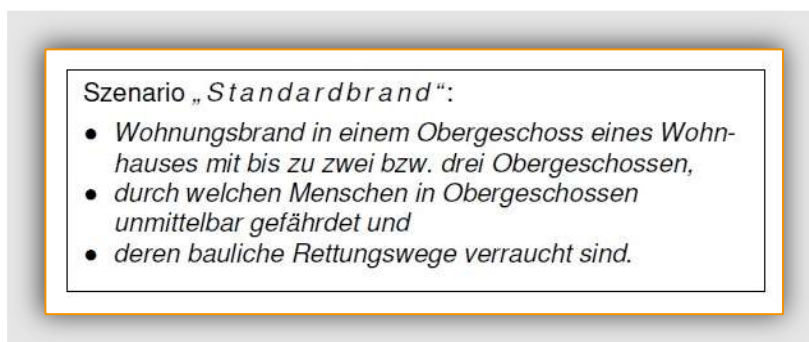 Szenario „Standardbrand“:
● Wohnungsbrand in einem Obergeschoss eines Wohn-
hauses mit bis zu zwei bzw. drei Obergeschossen,
● durch welchen Menschen in Obergeschossen
unmittelbar gefährdet und
● deren bauliche Rettungswege verraucht sind.